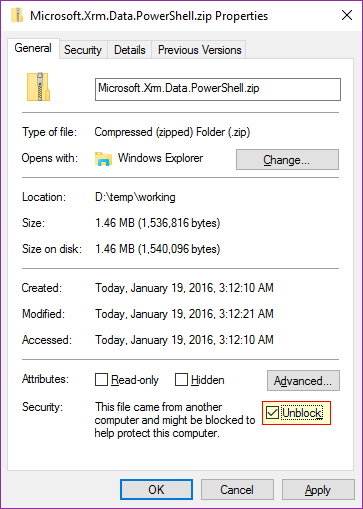 Microsoft.Xrm.Data.PowerShell.zip Properties
General Security Details Previous Versions
Microsoft.Xrm.Data.PowerShell.zip
Type of file: Compressed (zipped) Folder (.zip)
Opens with: Windows Explorer Change...
Location: D:\temp\working
Size: 1.46 MB (1,536,816 bytes)
Size on disk: 1.46 MB (1,540,096 bytes)
Created: Today, January 19, 2016, 3:12:10 AM
Modified: Today, January 19, 2016, 3:12:21 AM
Accessed: Today, January 19, 2016, 3:12:10 AM
Attributes: Read-only Hidden Advanced...
Security: This file came from another
computer and might be blocked to
help protect this computer.
Unblock
OK Cancel Apply